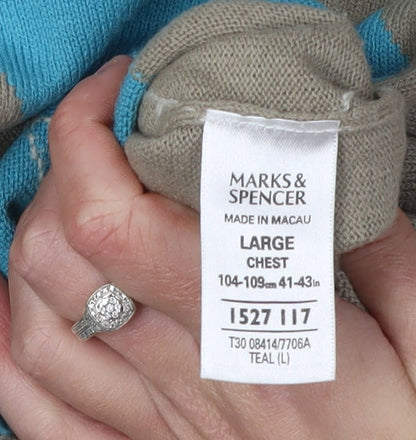 MARKS &
SPENCER
MADE IN MACAU
LARGE
CHEST
104-109cm 41-43in
1527 117
T30 08414/7706A
TEAL (L)